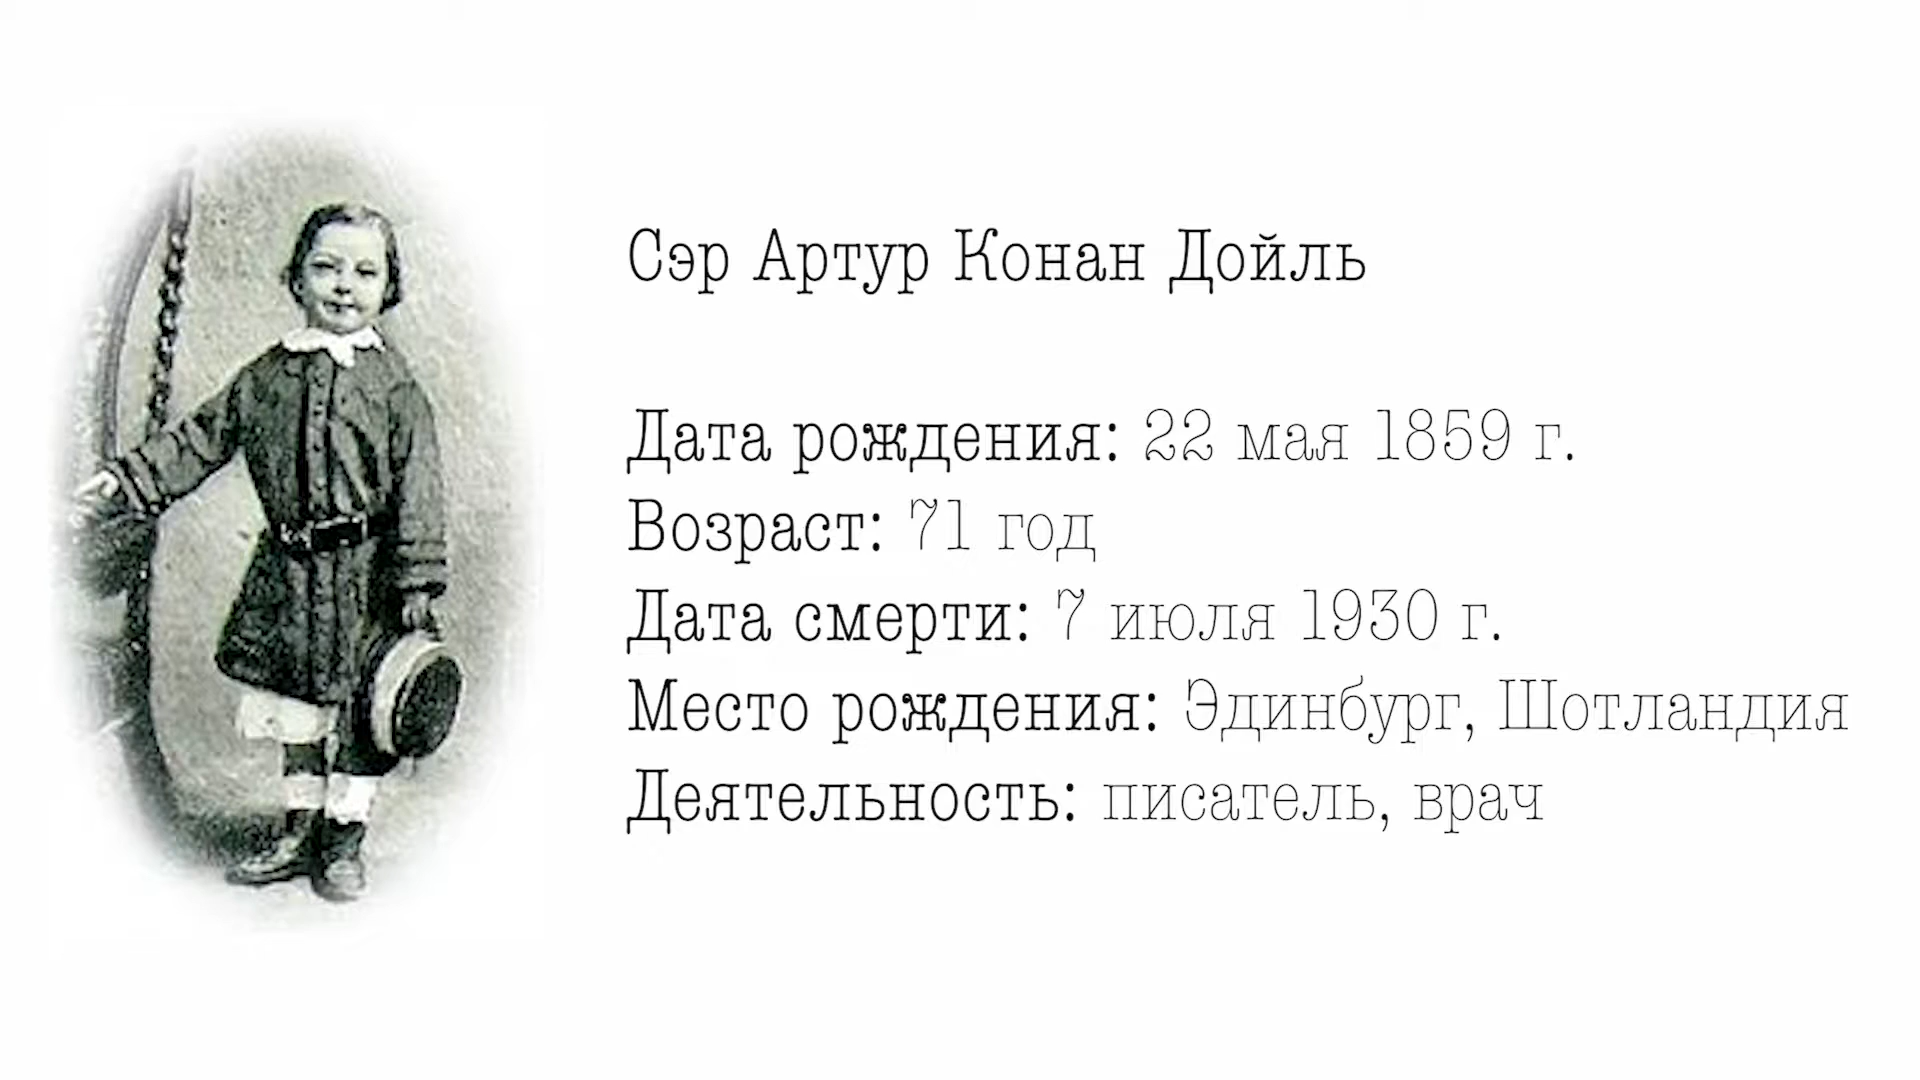 Сэр Артур Конан Дойль
Дата рождения: 22 мая 1859 г.
Возраст: 71 год
Дата смерти: 7 июля 1930 г.
Место рождения: Эдинбург, Шотландия
Деятельность: писатель, врач